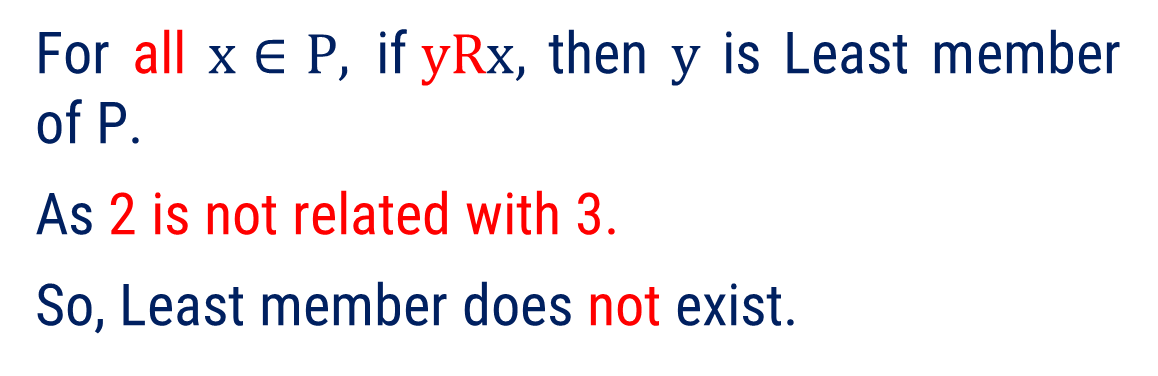 For all x ∈ P, if yRx, then y is Least member
of P.
As 2 is not related with 3.
So, Least member does not exist.